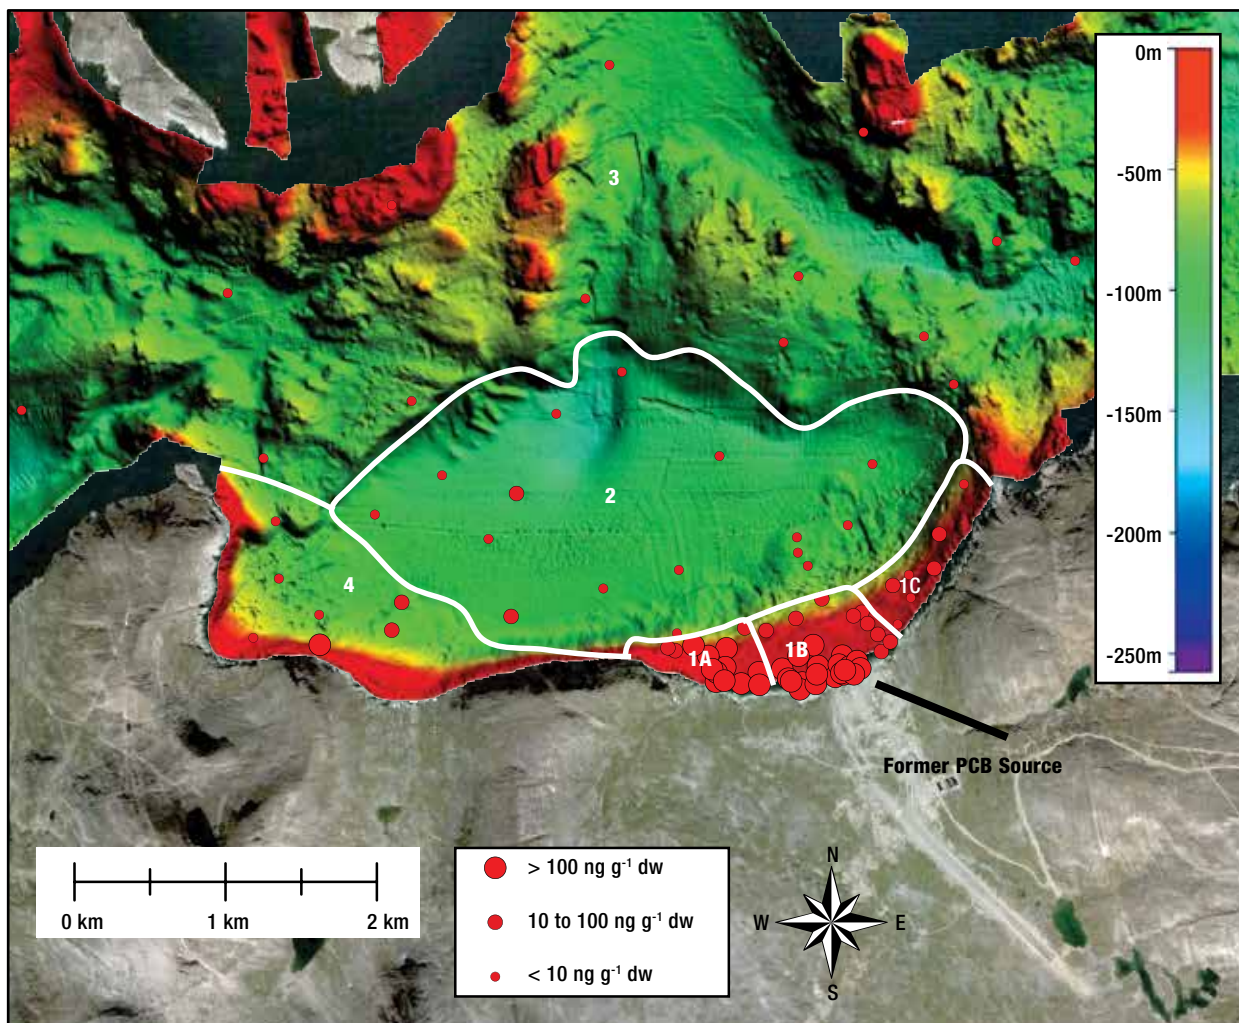 0m
-50m
-100m
-150m
-200m
-250m
3
2
4
1C
1A
1B
Former PCB Source
0 km 1 km 2 km
> 100 ng g⁻¹ dw
10 to 100 ng g⁻¹ dw
< 10 ng g⁻¹ dw
N
W E
S